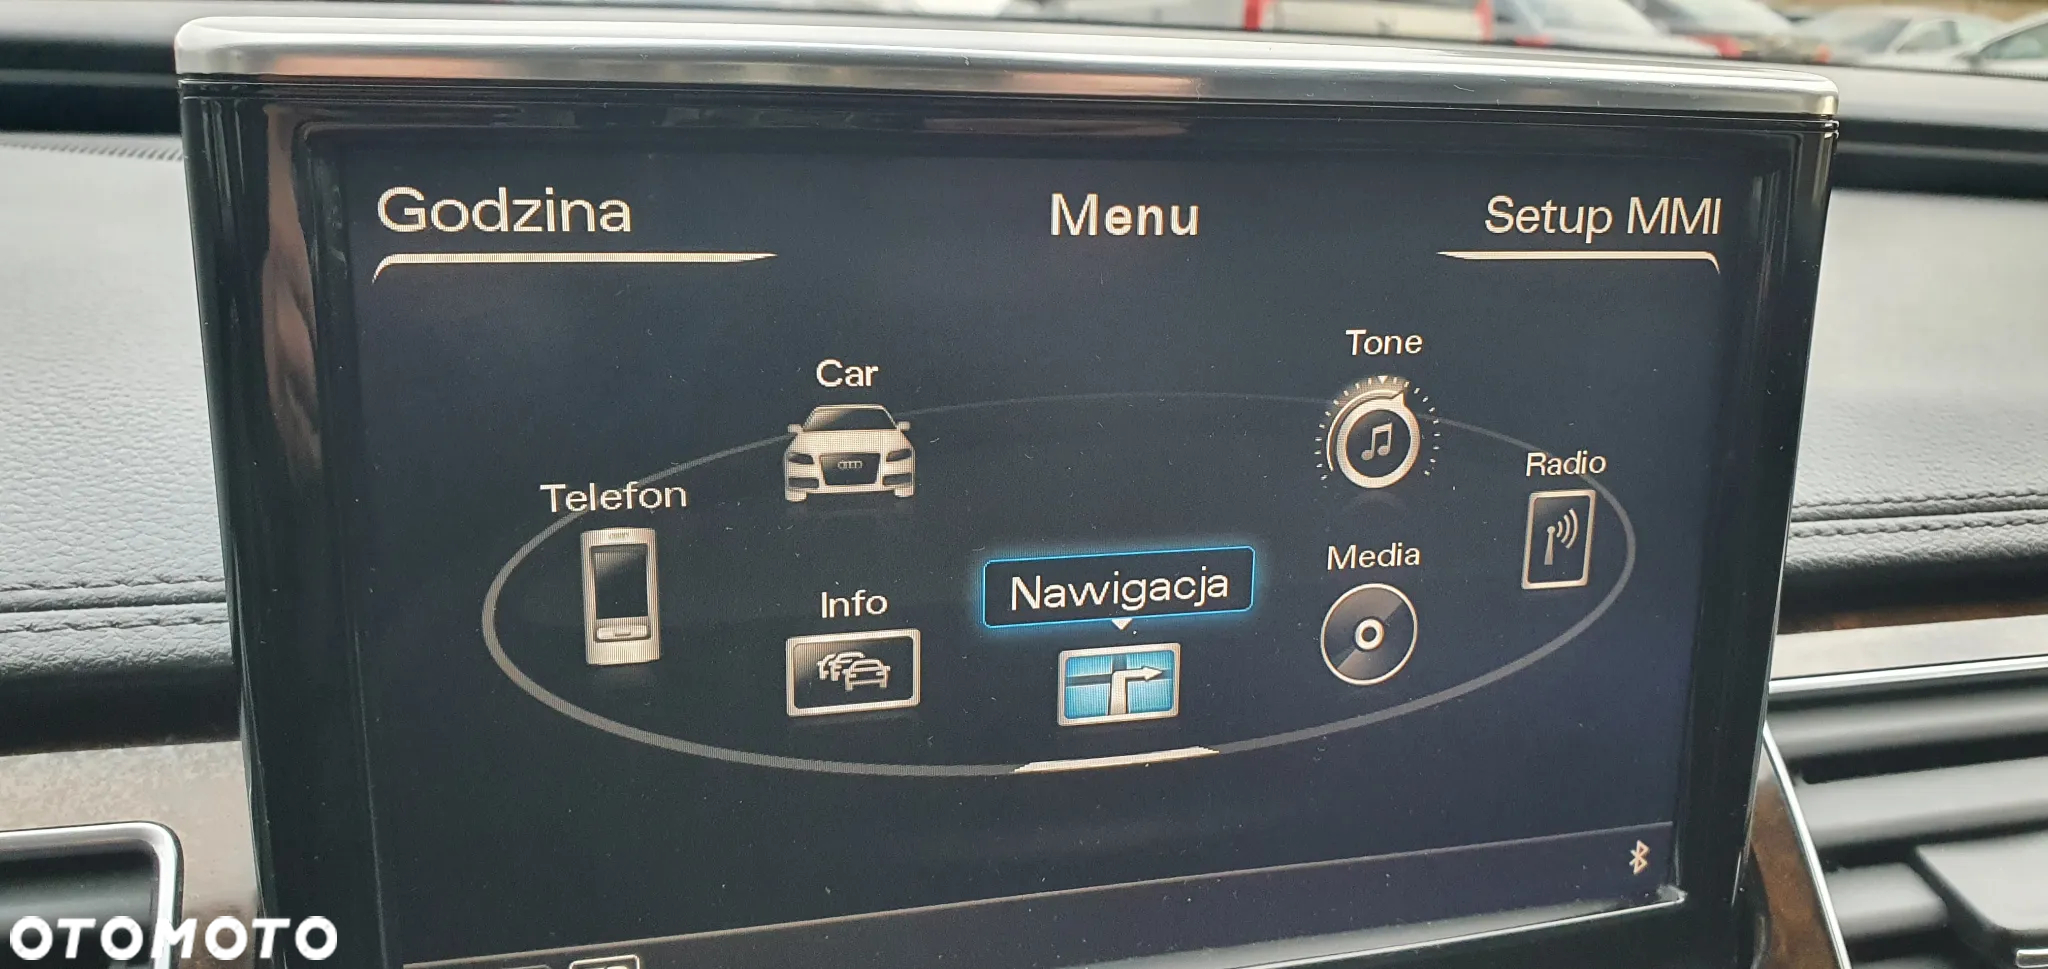 Godzina
Menu
Setup MMI
Tone
Car
Radio
Telefon
Media
Nawigacja
Info
OTOMOTO